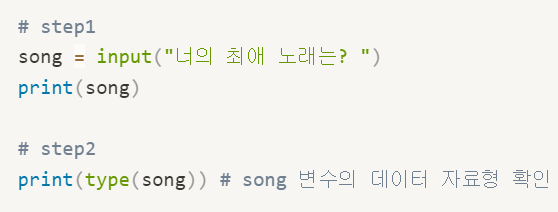 # step1
song = input("너의 최애 노래는? ")
print(song)
# step2
print(type(song)) # song 변수의 데이터 자료형 확인